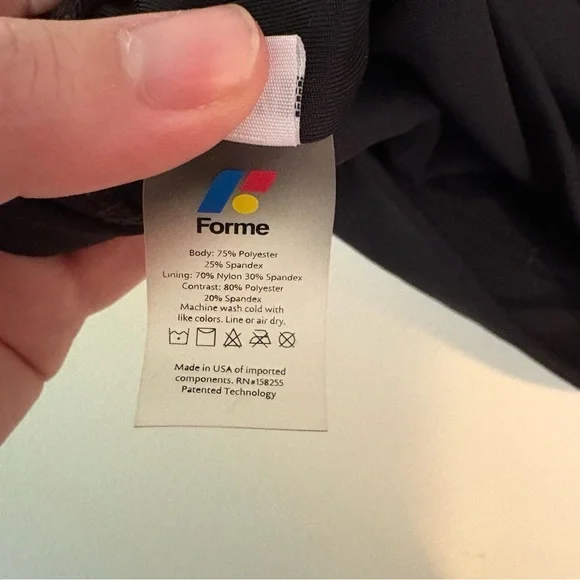 Forme
Body: 75% Polyester
25% Spandex
Lining: 70% Nylon 30% Spandex
Contrast: 80% Polyester
20% Spandex
Machine wash cold with
like colors. Line or air dry.
Made in USA of imported
components. RN#158255
Patented Technology